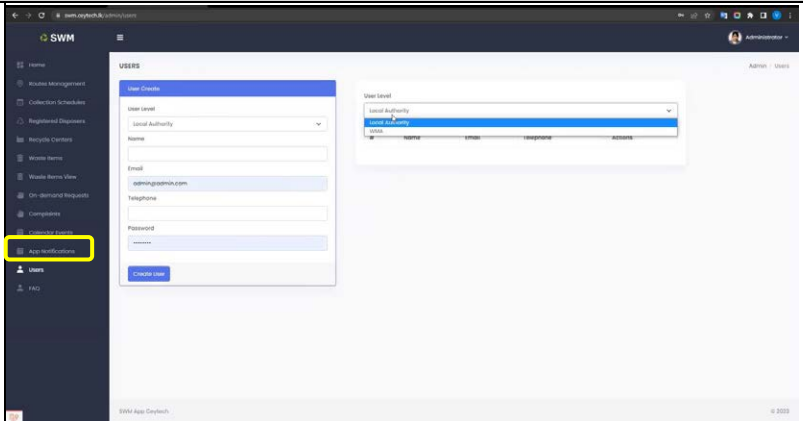 swm.ceytech.lk/admin/users
SWM
Administrator
Home
Routes Management
Collection Schedules
Registered Disposers
Recycle Centers
Waste Items
Waste Items View
On-demand Requests
Complaints
Calendar Events
App Notifications
Users
FAQ
USERS
Admin / Users
User Create
User Level
Local Authority
Name
Email
admin@admin.com
Telephone
Password
••••••••
Create User
User Level
Local Authority
Local Authority
WMA
# Name Email Telephone Actions
SWM App Ceytech
© 2023